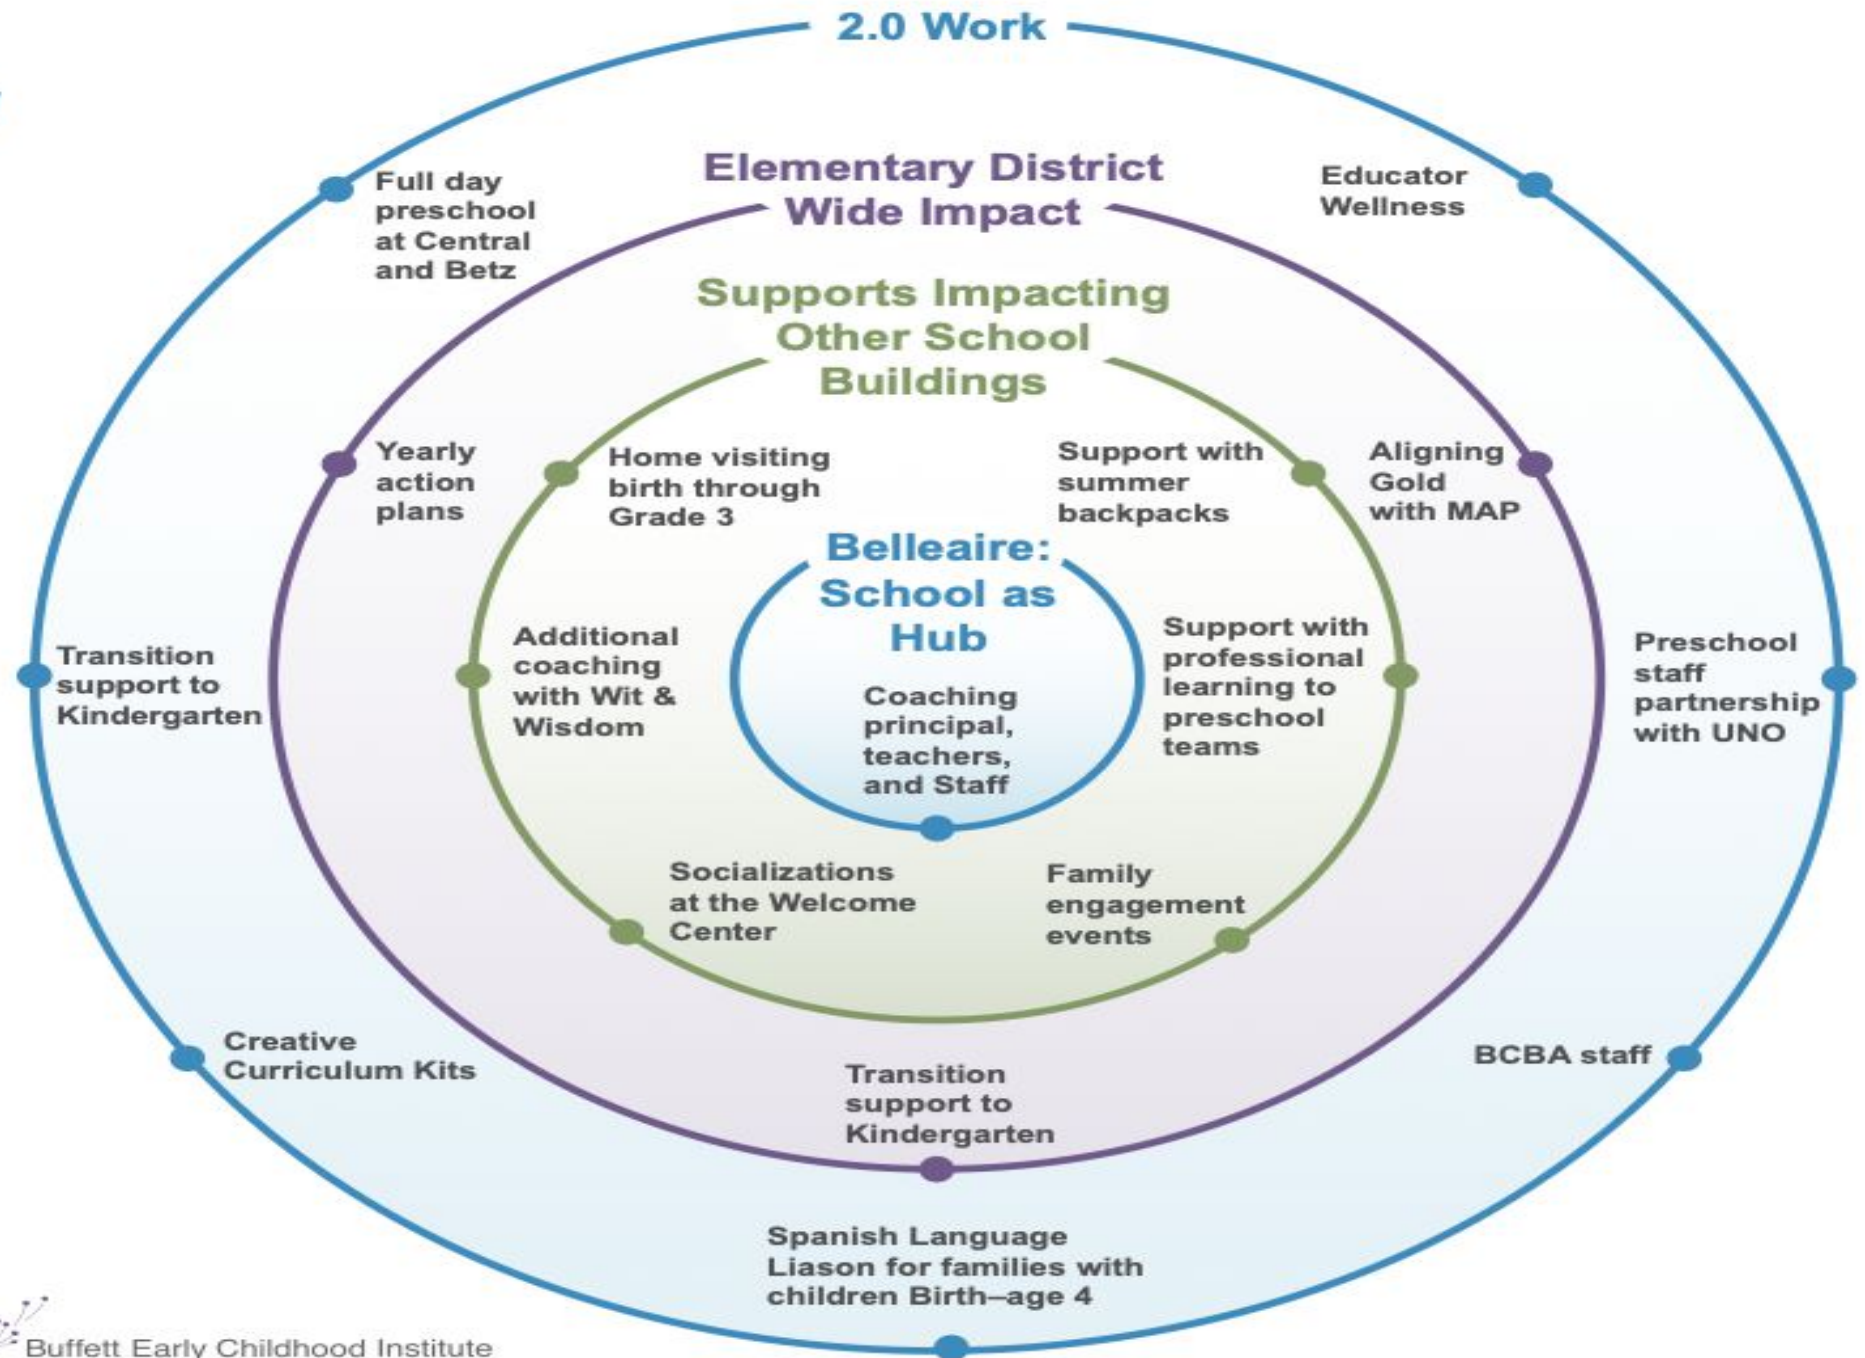 2.0 Work
Full day
preschool
at Central
and Betz
Educator
Wellness
Elementary District
Wide Impact
Supports Impacting
Other School
Buildings
Yearly
action
plans
Home visiting
birth through
Grade 3
Support with
summer
backpacks
Aligning
Gold
with MAP
Belleaire:
School as
Hub
Coaching
principal,
teachers,
and Staff
Transition
support to
Kindergarten
Additional
coaching
with Wit &
Wisdom
Support with
professional
learning to
preschool
teams
Preschool
staff
partnership
with UNO
Socializations
at the Welcome
Center
Family
engagement
events
Creative
Curriculum Kits
Transition
support to
Kindergarten
BCBA staff
Spanish Language
Liason for families with
children Birth–age 4
Buffett Early Childhood Institute